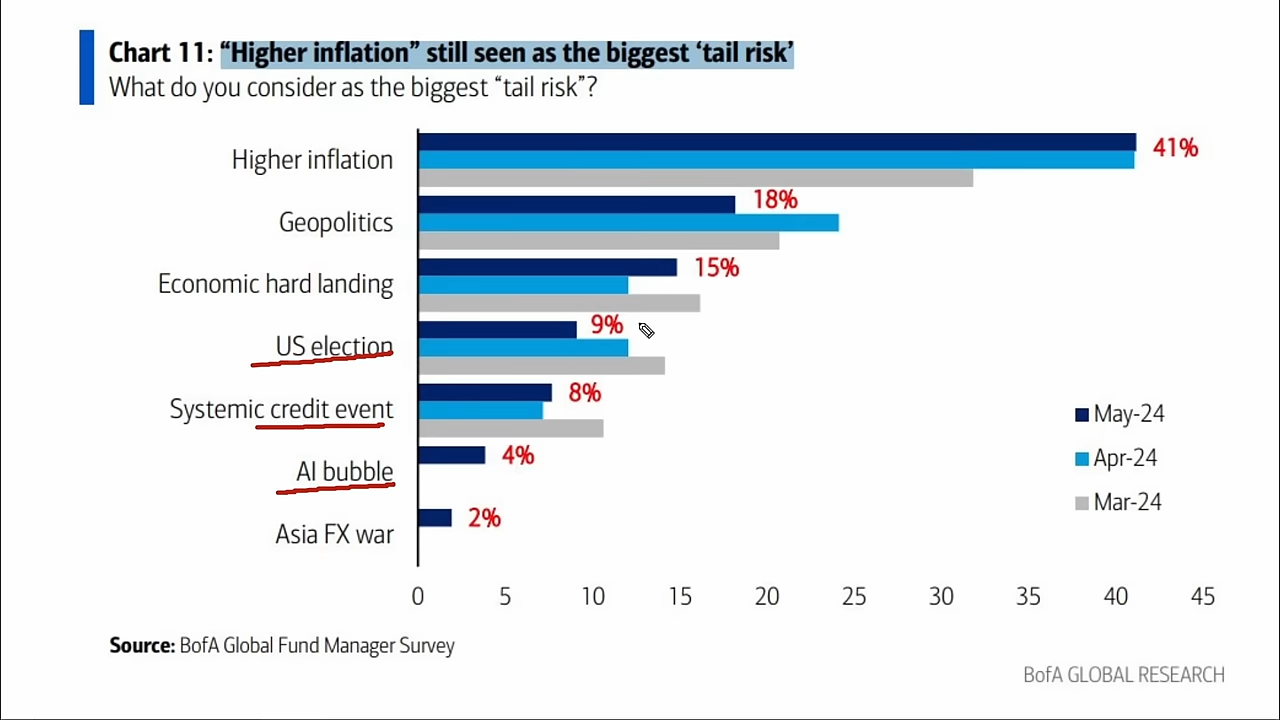 Chart 11: “Higher inflation” still seen as the biggest ‘tail risk’
What do you consider as the biggest “tail risk”?
Higher inflation
41%
Geopolitics
18%
Economic hard landing
15%
US election
9%
Systemic credit event
8%
AI bubble
4%
Asia FX war
2%
May-24
Apr-24
Mar-24
0 5 10 15 20 25 30 35 40 45
Source: BofA Global Fund Manager Survey
BofA GLOBAL RESEARCH